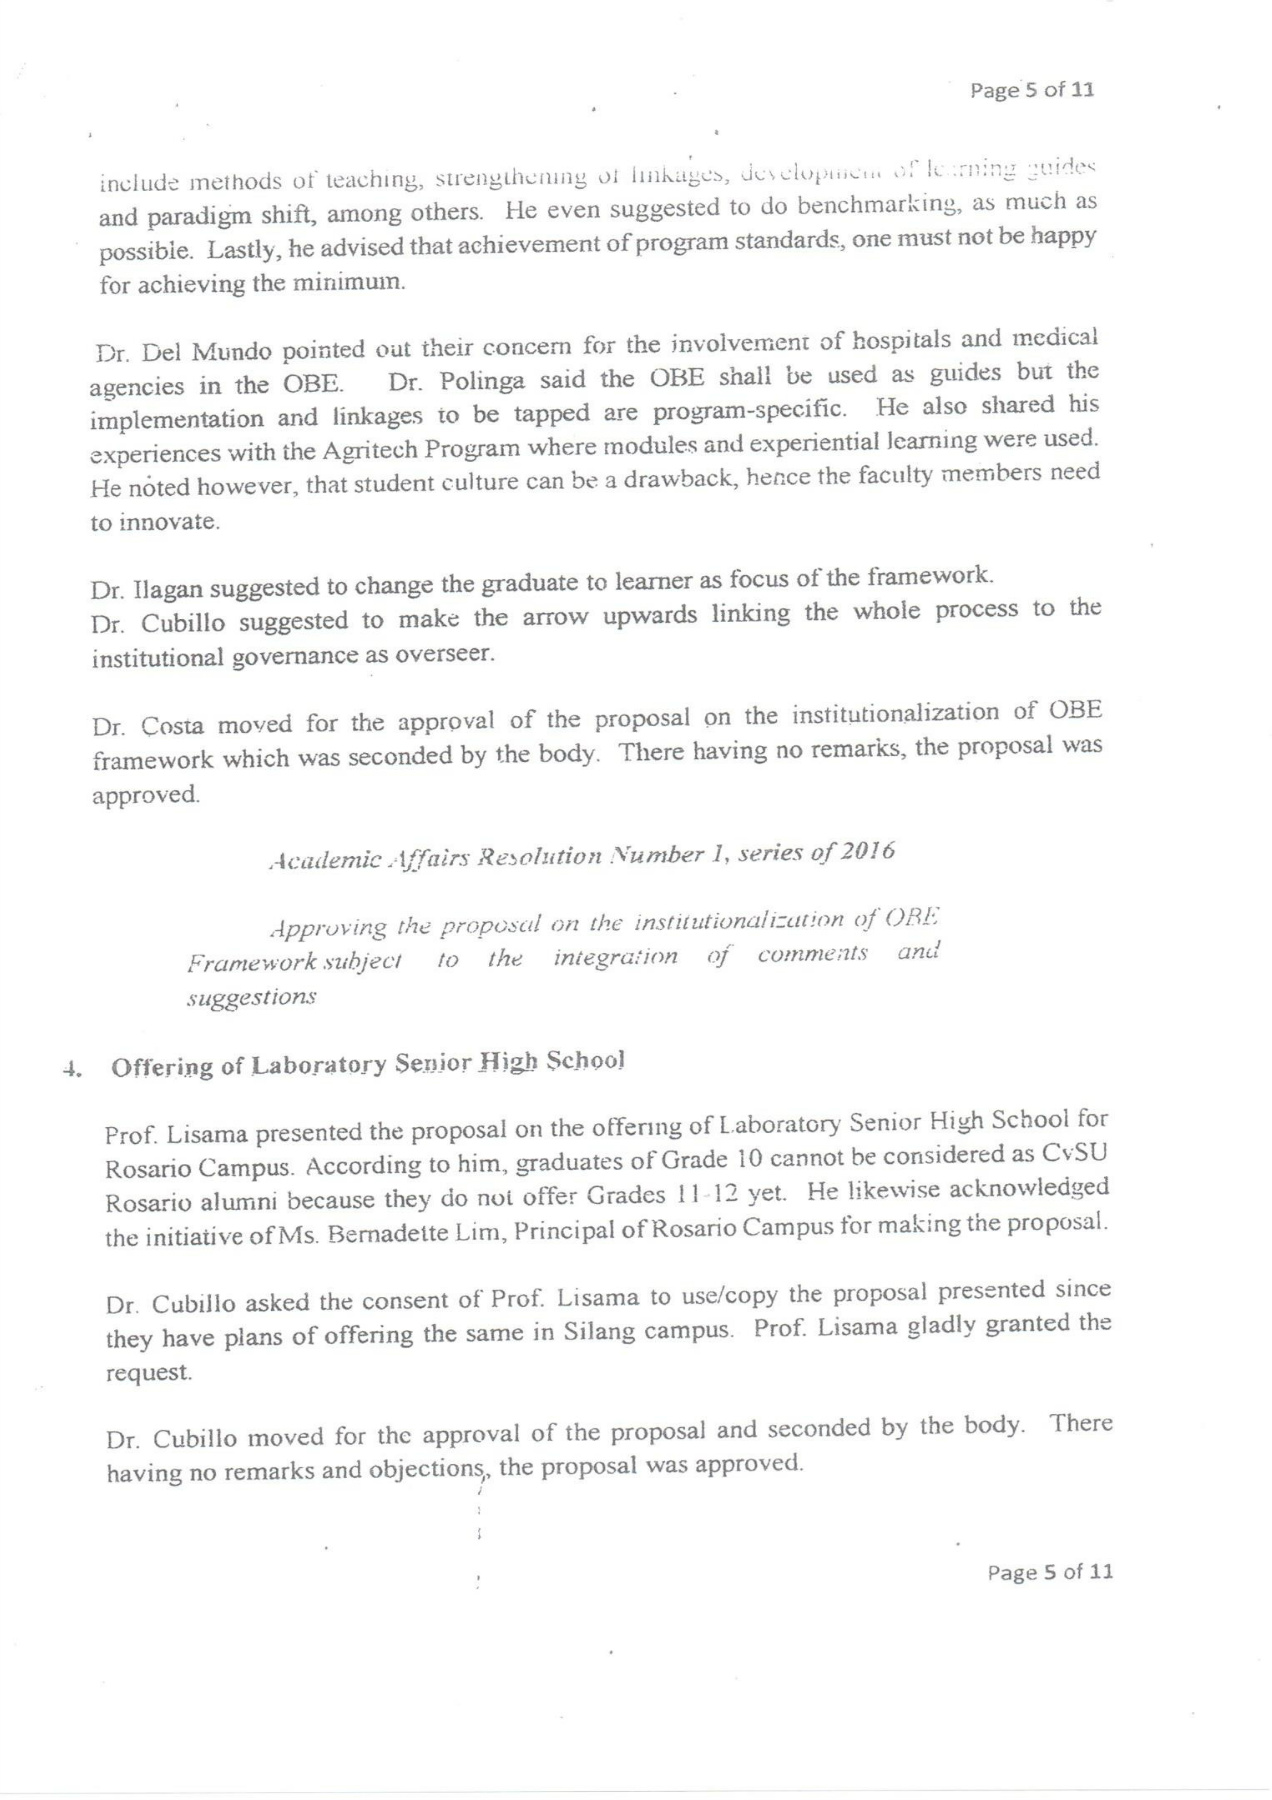 Page 5 of 11
include methods of teaching, strengthening of linkages, development of learning guides
and paradigm shift, among others. He even suggested to do benchmarking, as much as
possible. Lastly, he advised that achievement of program standards, one must not be happy
for achieving the minimum.
Dr. Del Mundo pointed out their concern for the involvement of hospitals and medical
agencies in the OBE. Dr. Polinga said the OBE shall be used as guides but the
implementation and linkages to be tapped are program-specific. He also shared his
experiences with the Agritech Program where modules and experiential learning were used.
He noted however, that student culture can be a drawback, hence the faculty members need
to innovate.
Dr. Ilagan suggested to change the graduate to learner as focus of the framework.
Dr. Cubillo suggested to make the arrow upwards linking the whole process to the
institutional governance as overseer.
Dr. Costa moved for the approval of the proposal on the institutionalization of OBE
framework which was seconded by the body. There having no remarks, the proposal was
approved.
Academic Affairs Resolution Number 1, series of 2016
Approving the proposal on the institutionalization of OBE
Framework subject to the integration of comments and
suggestions
4. Offering of Laboratory Senior High School
Prof. Lisama presented the proposal on the offering of Laboratory Senior High School for
Rosario Campus. According to him, graduates of Grade 10 cannot be considered as CvSU
Rosario alumni because they do not offer Grades 11-12 yet. He likewise acknowledged
the initiative of Ms. Bernadette Lim, Principal of Rosario Campus for making the proposal.
Dr. Cubillo asked the consent of Prof. Lisama to use/copy the proposal presented since
they have plans of offering the same in Silang campus. Prof. Lisama gladly granted the
request.
Dr. Cubillo moved for the approval of the proposal and seconded by the body. There
having no remarks and objections,, the proposal was approved.
Page 5 of 11